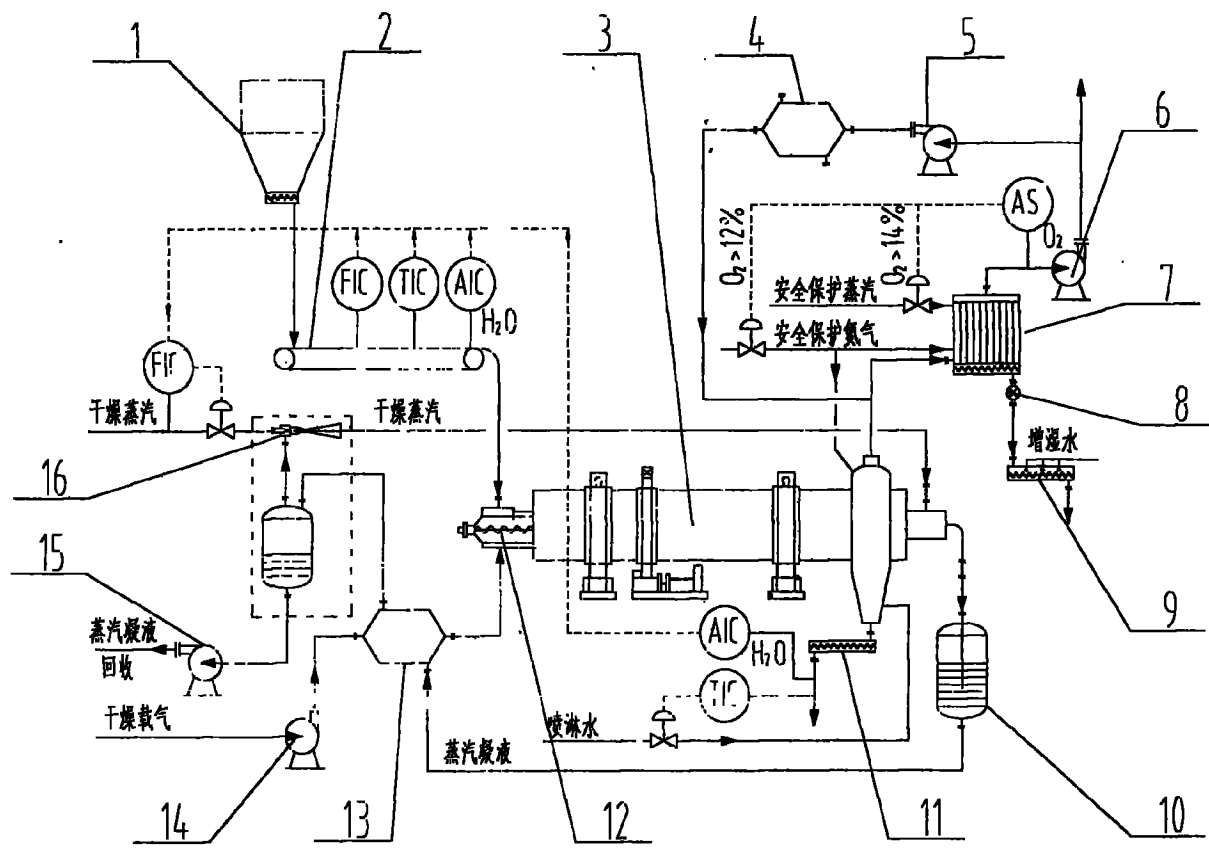 1
2
3
4
5
6
AS
O₂
O₂>12%
O₂>14%
FIC
TIC
AIC
H₂O
安全保护蒸汽
7
安全保护氮气
FIC
干燥蒸汽
干燥蒸汽
8
增湿水
16
15
9
蒸汽凝液
回收
AIC
H₂O
TIC
干燥载气
喷淋水
蒸汽凝液
14
13
12
11
10